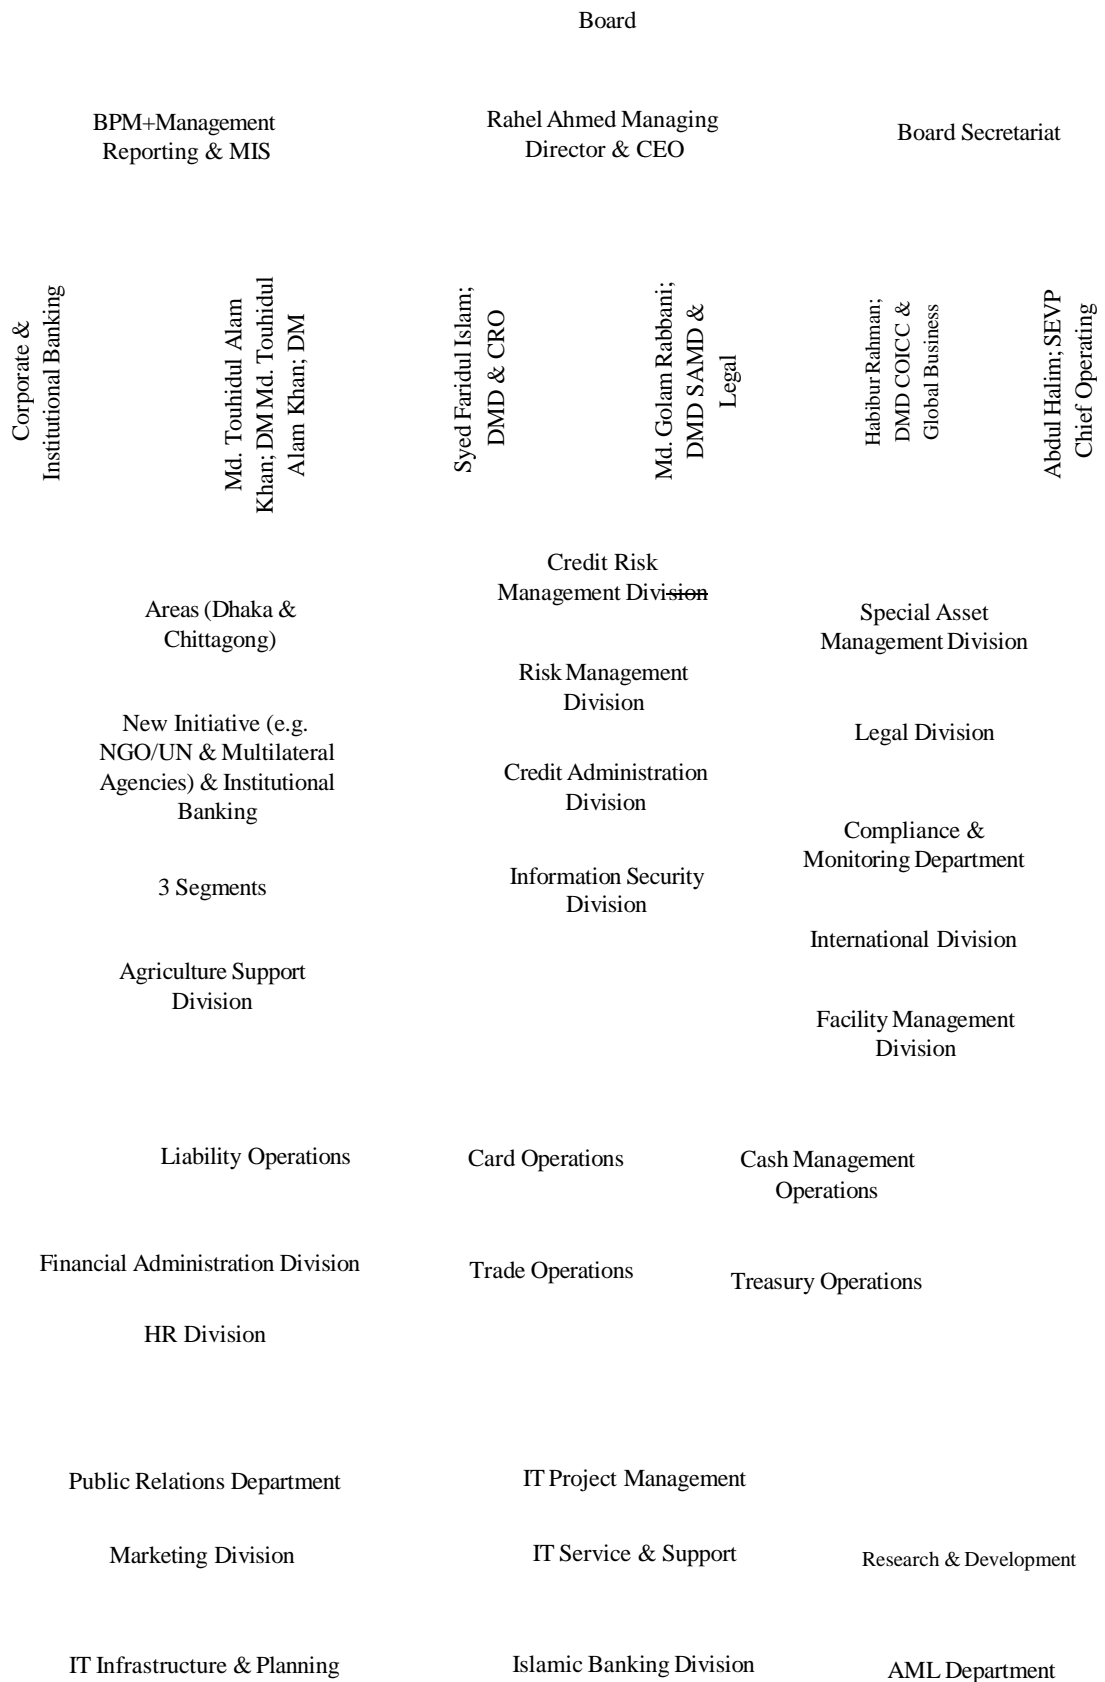 Board
BPM+Management
Reporting & MIS
Rahel Ahmed Managing
Director & CEO
Board Secretariat
Corporate &
Institutional Banking
Md. Touhidul Alam
Khan; DM Md. Touhidul
Alam Khan; DM
Syed Faridul Islam;
DMD & CRO
Md. Golam Rabbani;
DMD SAMD &
Legal
Habibur Rahman;
DMD COICC &
Global Business
Abdul Halim; SEVP
Chief Operating
Areas (Dhaka &
Chittagong)
New Initiative (e.g.
NGO/UN & Multilateral
Agencies) & Institutional
Banking
3 Segments
Agriculture Support
Division
Credit Risk
Management Division
Risk Management
Division
Credit Administration
Division
Information Security
Division
Special Asset
Management Division
Legal Division
Compliance &
Monitoring Department
International Division
Facility Management
Division
Liability Operations
Card Operations
Cash Management
Operations
Financial Administration Division
Trade Operations
Treasury Operations
HR Division
Public Relations Department
IT Project Management
Marketing Division
IT Service & Support
Research & Development
IT Infrastructure & Planning
Islamic Banking Division
AML Department